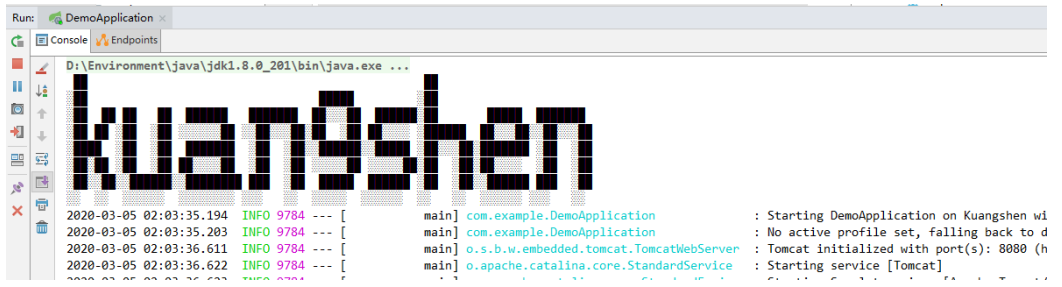 Run: DemoApplication ×
Console Endpoints
D:\Environment\java\jdk1.8.0_201\bin\java.exe ...
kuangshen
2020-03-05 02:03:35.194 INFO 9784 --- [ main] com.example.DemoApplication : Starting DemoApplication on Kuangshen wi
2020-03-05 02:03:35.203 INFO 9784 --- [ main] com.example.DemoApplication : No active profile set, falling back to d
2020-03-05 02:03:36.611 INFO 9784 --- [ main] o.s.b.w.embedded.tomcat.TomcatWebServer : Tomcat initialized with port(s): 8080 (h
2020-03-05 02:03:36.622 INFO 9784 --- [ main] o.apache.catalina.core.StandardService : Starting service [Tomcat]